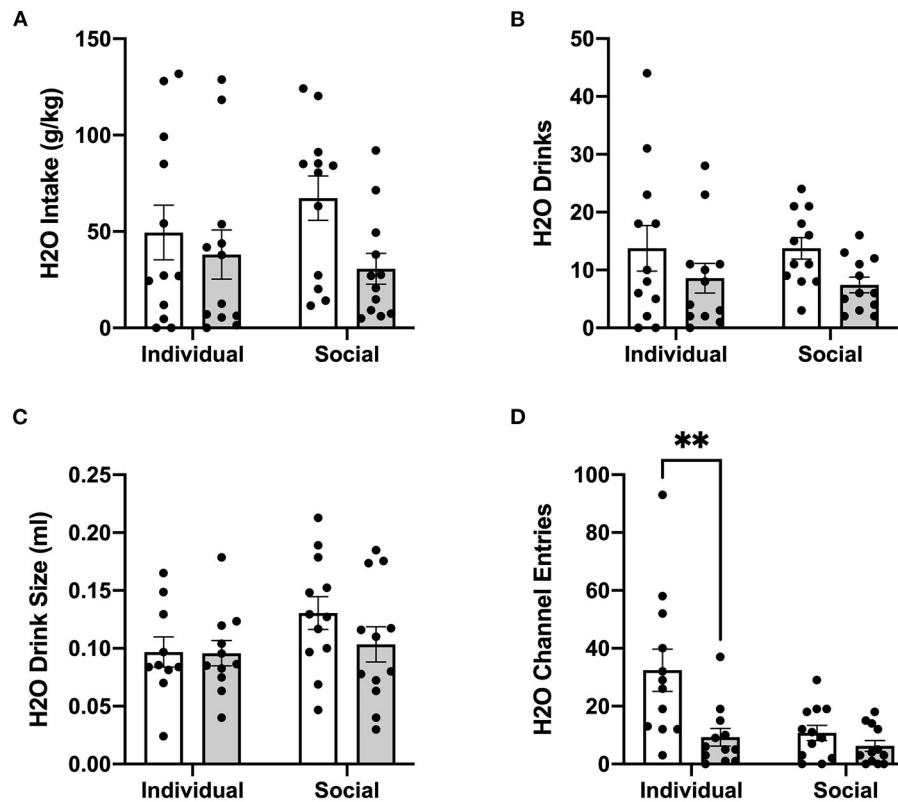 A
H2O Intake (g/kg)
150
100
50
0
Individual Social
B
H2O Drinks
50
40
30
20
10
0
Individual Social
C
H2O Drink Size (ml)
0.25
0.20
0.15
0.10
0.05
0.00
Individual Social
D
H2O Channel Entries
**
100
80
60
40
20
0
Individual Social